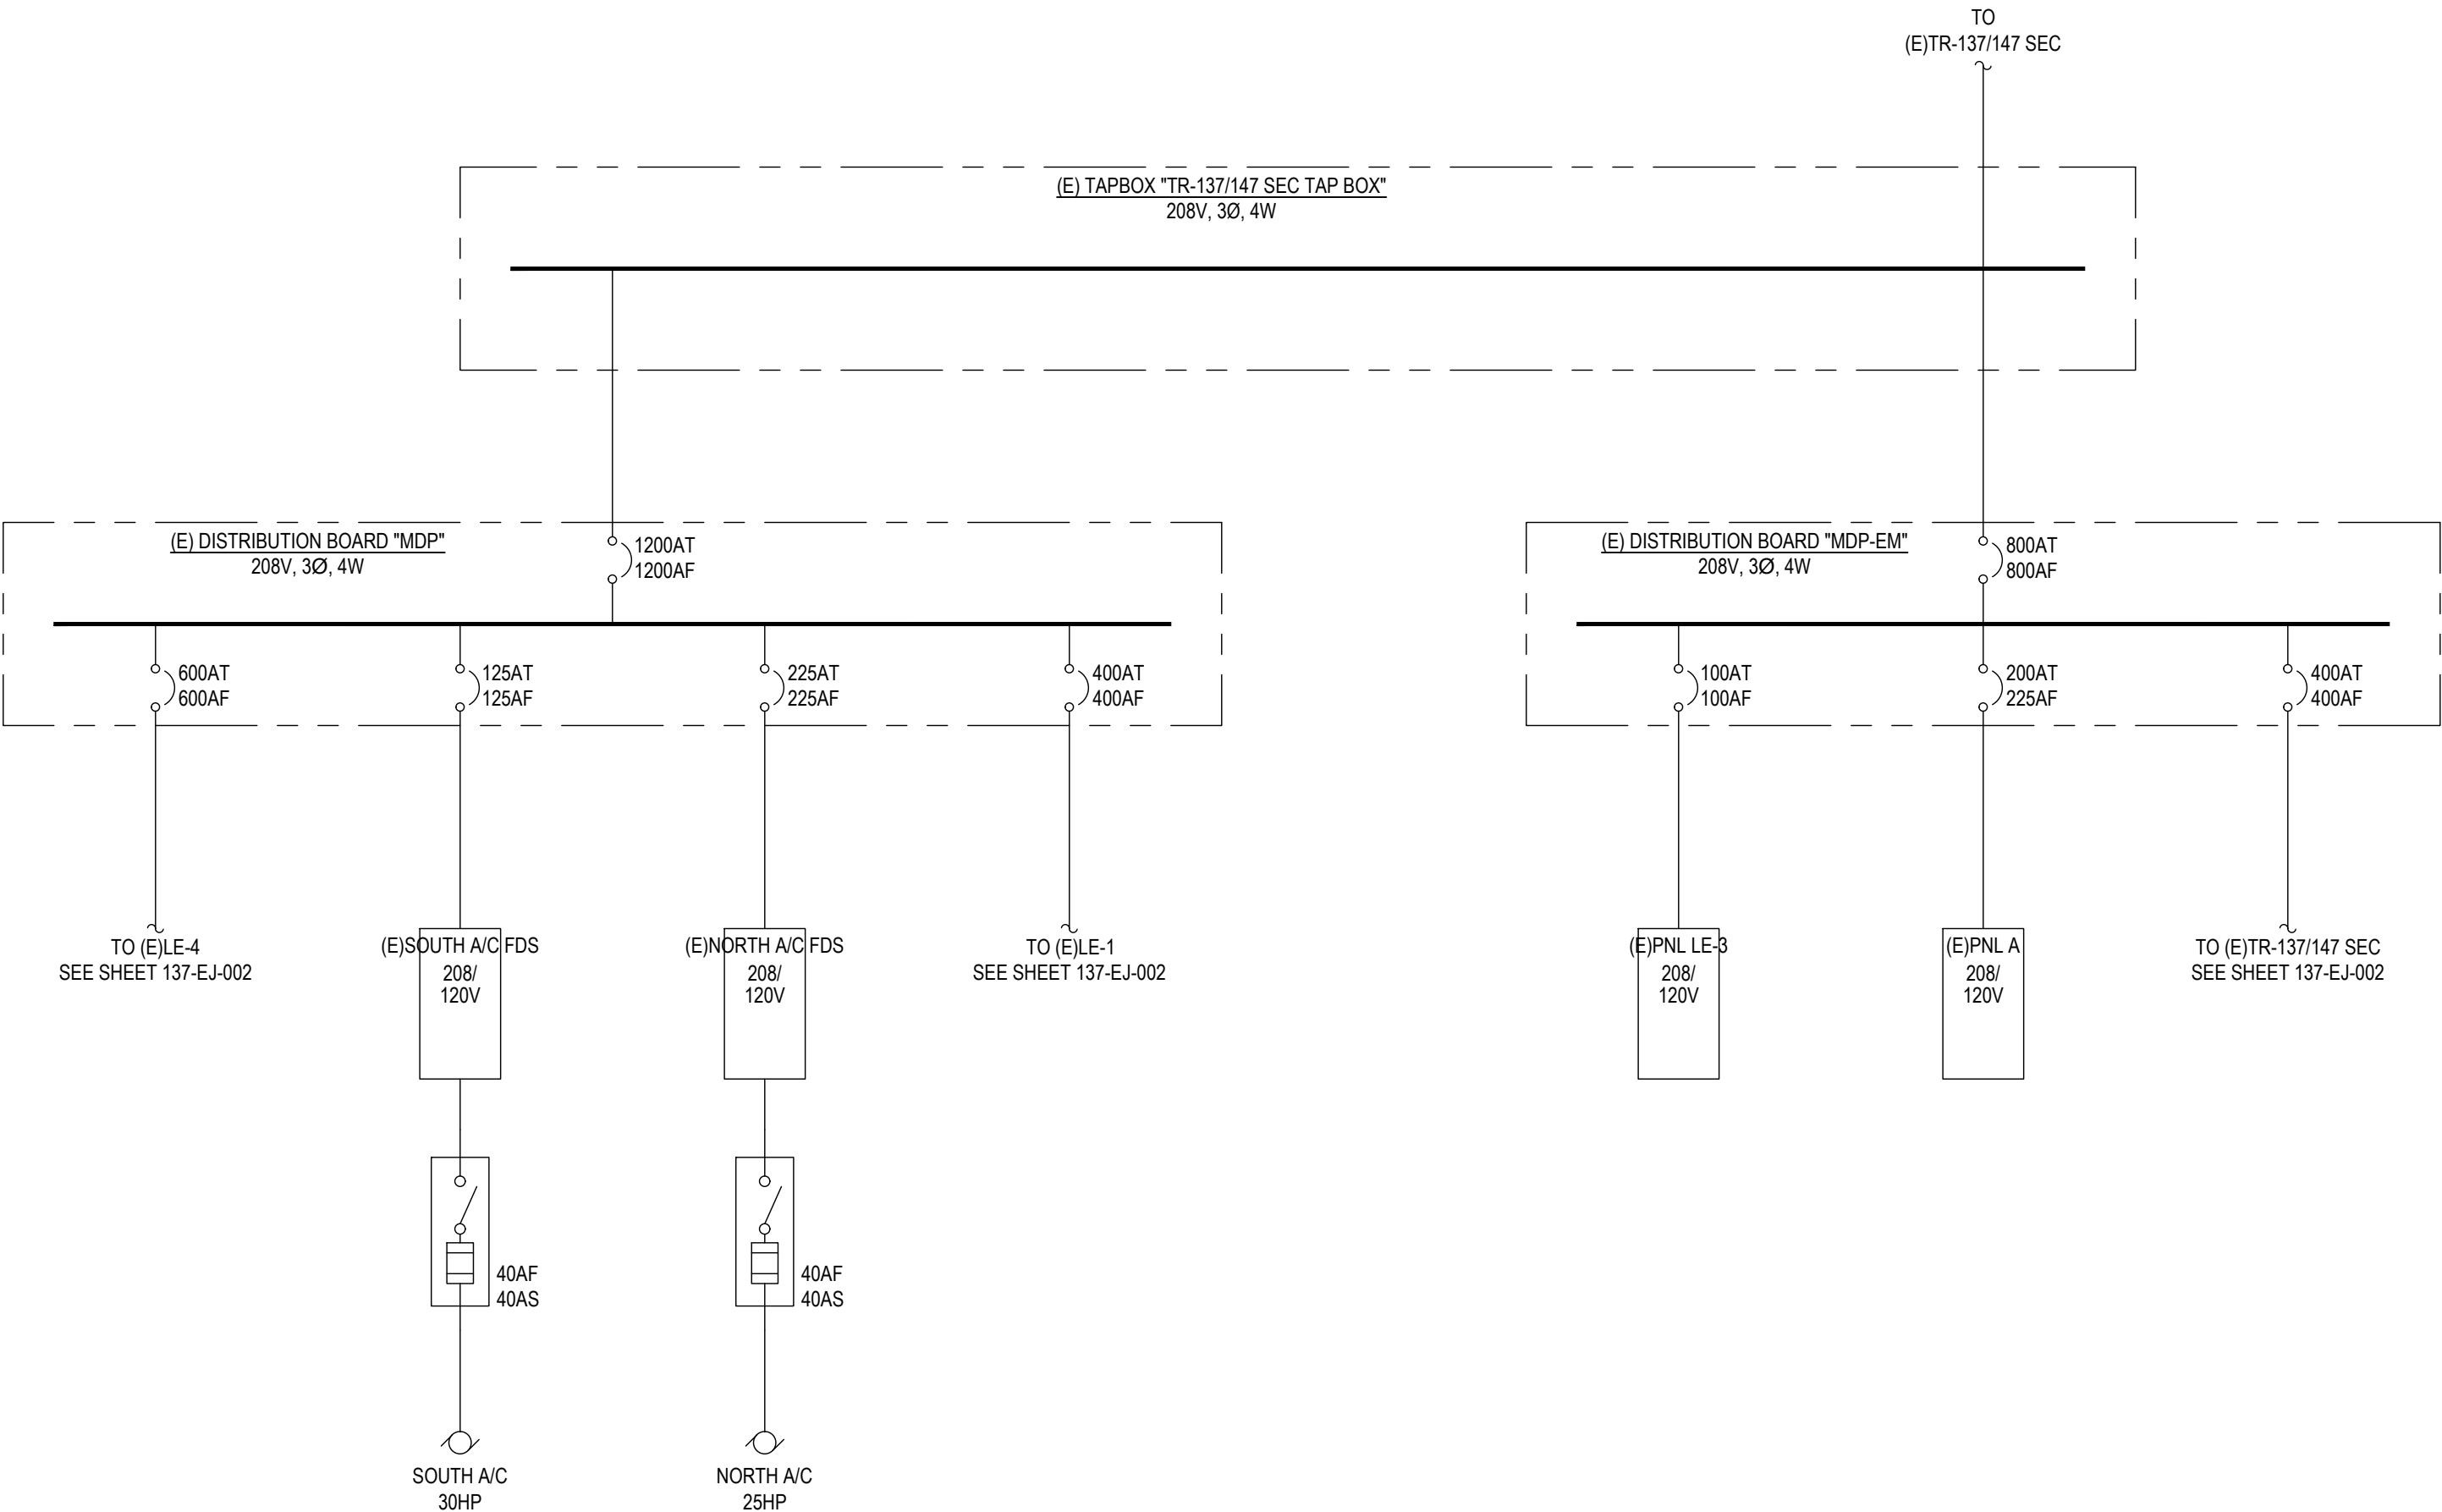 TO
(E)TR-137/147 SEC
(E) TAPBOX "TR-137/147 SEC TAP BOX"
208V, 3Ø, 4W
(E) DISTRIBUTION BOARD "MDP"
208V, 3Ø, 4W
1200AT
1200AF
(E) DISTRIBUTION BOARD "MDP-EM"
208V, 3Ø, 4W
800AT
800AF
600AT
600AF
125AT
125AF
225AT
225AF
400AT
400AF
100AT
100AF
200AT
225AF
400AT
400AF
TO (E)LE-4
SEE SHEET 137-EJ-002
(E)SOUTH A/C FDS
208/
120V
(E)NORTH A/C FDS
208/
120V
TO (E)LE-1
SEE SHEET 137-EJ-002
(E)PNL LE-3
208/
120V
(E)PNL A
208/
120V
TO (E)TR-137/147 SEC
SEE SHEET 137-EJ-002
40AF
40AS
40AF
40AS
SOUTH A/C
30HP
NORTH A/C
25HP